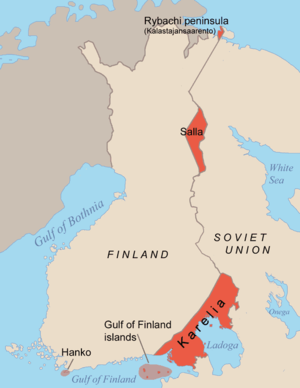 Rybachi peninsula
(Kalastajansaarento)
Salla
White
Sea
Gulf of Bothnia
SOVIET
UNION
FINLAND
Karelia
Onega
Gulf of Finland
islands
Ladoga
Hanko
Gulf of Finland